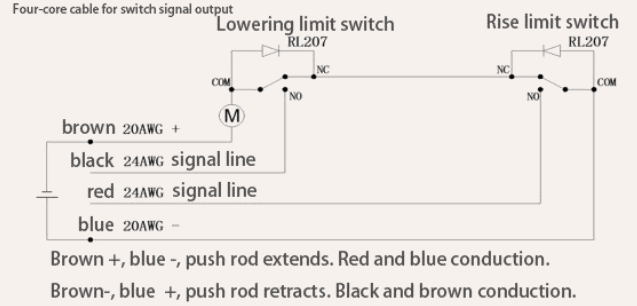 Four-core cable for switch signal output
Lowering limit switch
Rise limit switch
RL207
RL207
NC
NC
COM
COM
NO
NO
M
brown 20AWG +
black 24AWG signal line
red 24AWG signal line
blue 20AWG -
Brown +, blue -, push rod extends. Red and blue conduction.
Brown-, blue +, push rod retracts. Black and brown conduction.